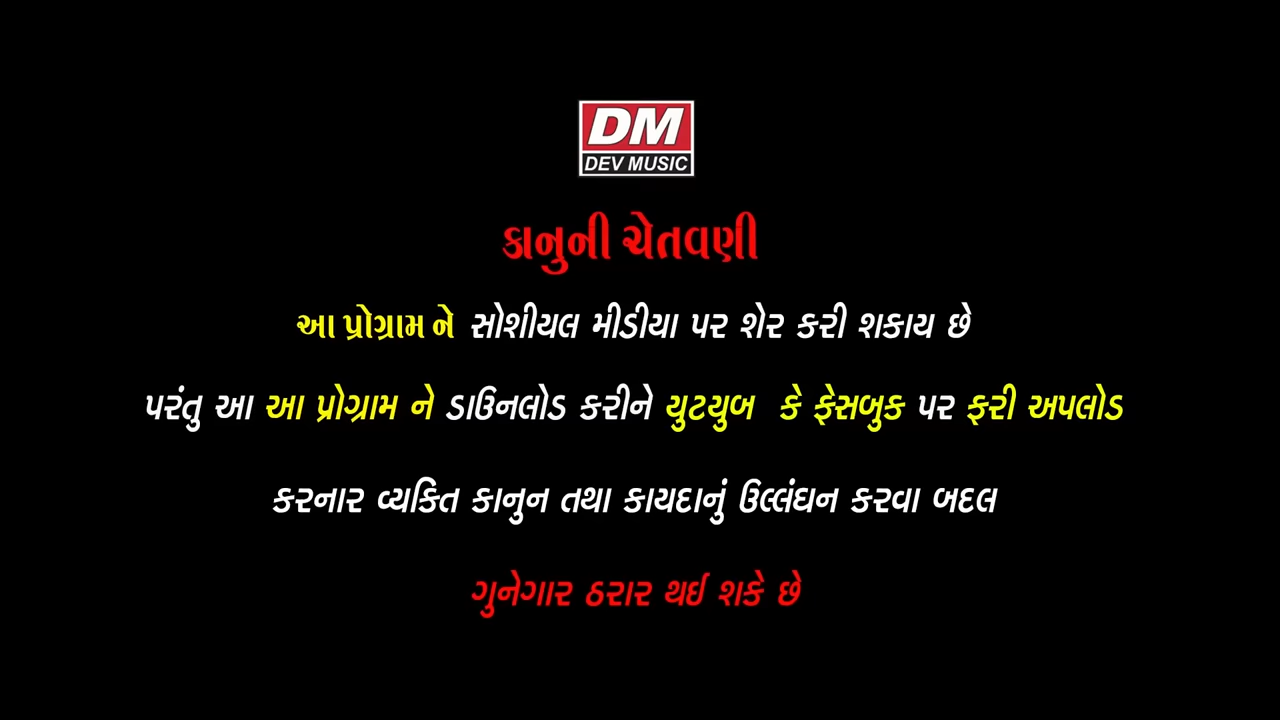 DM
DEV MUSIC
કાનુની ચેતવણી
આ પ્રોગ્રામ ને સોશીયલ મીડીયા પર શેર કરી શકાય છે
પરંતુ આ આ પ્રોગ્રામ ને ડાઉનલોડ કરીને યુટયુબ કે ફેસબુક પર ફરી અપલોડ
કરનાર વ્યકિત કાનુન તથા કાયદાનું ઉલ્લંઘન કરવા બદલ
ગુનેગાર ઠરાર થઈ શકે છે